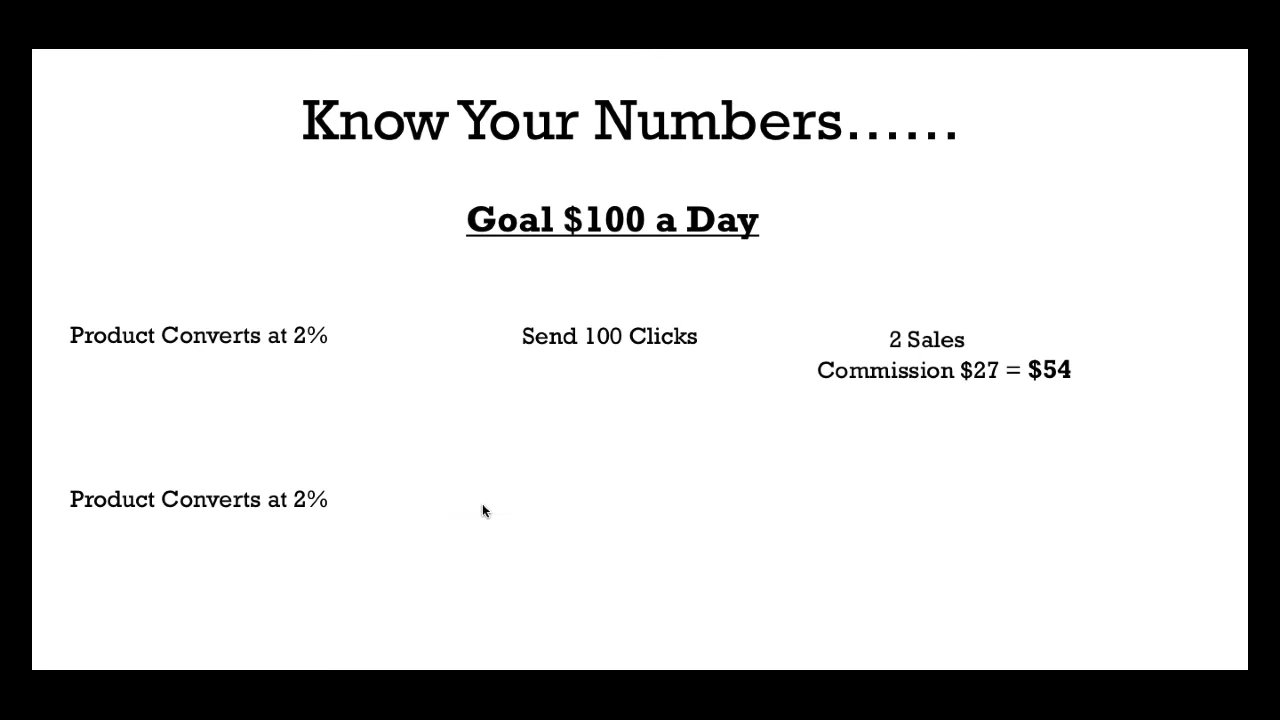 Know Your Numbers......
Goal $100 a Day
Product Converts at 2%
Send 100 Clicks
2 Sales
Commission $27 = $54
Product Converts at 2%